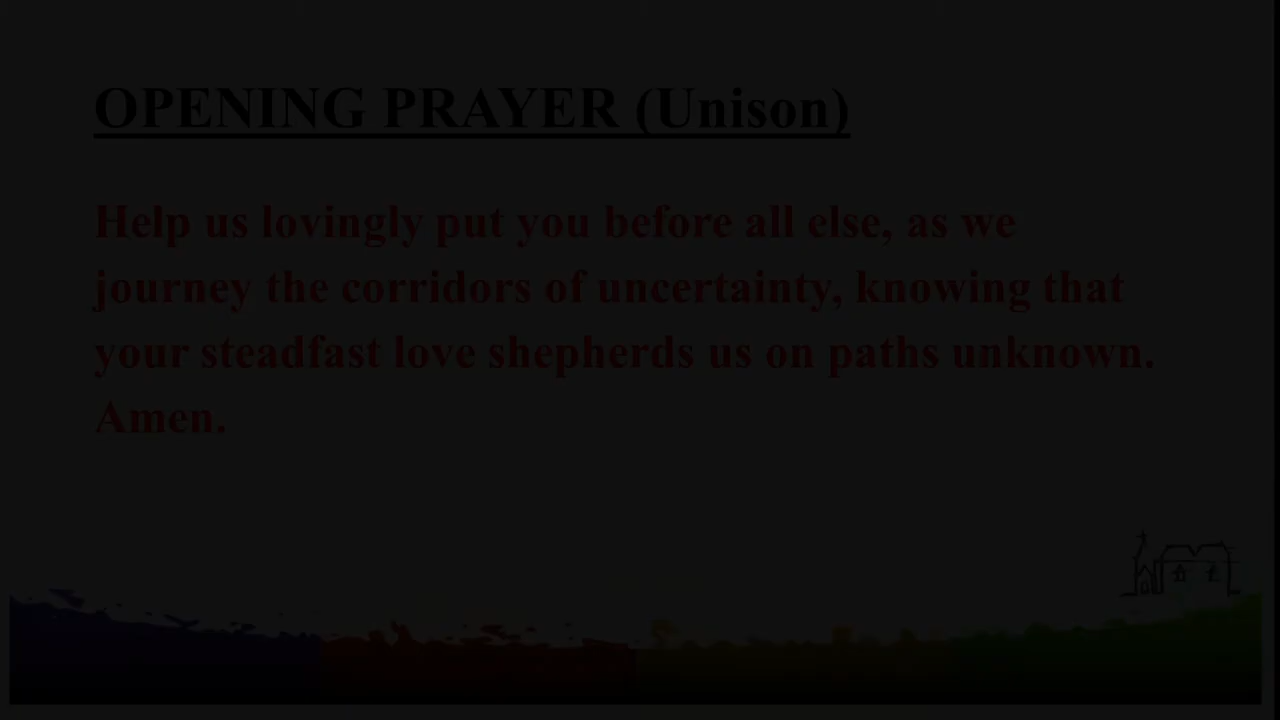 OPENING PRAYER (Unison)
Help us lovingly put you before all else, as we
journey the corridors of uncertainty, knowing that
your steadfast love shepherds us on paths unknown.
Amen.